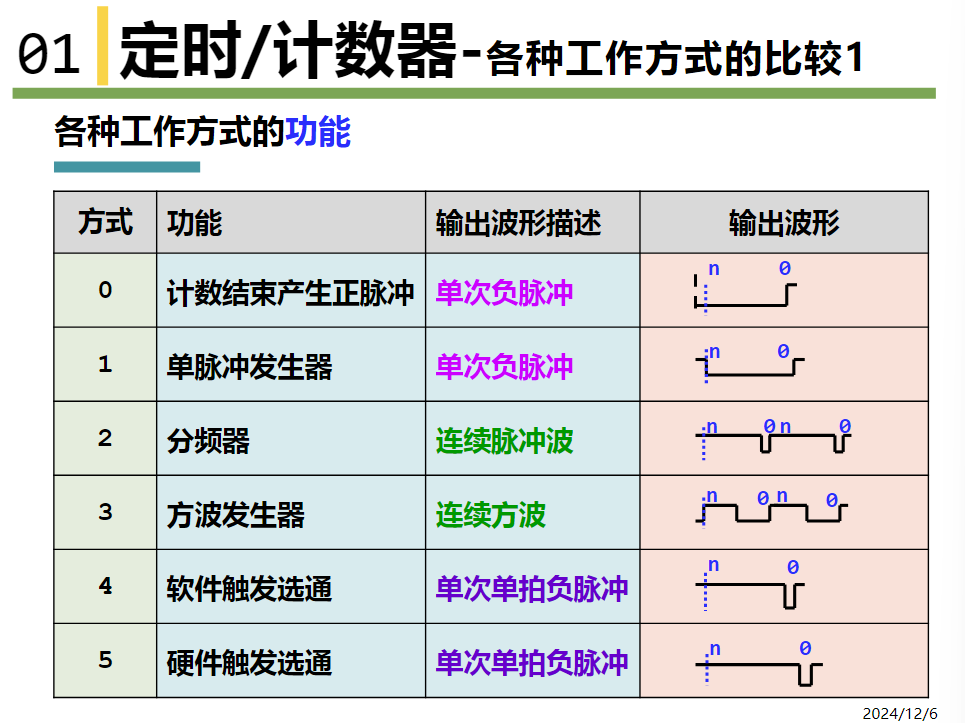 01 定时/计数器-各种工作方式的比较1
各种工作方式的功能
方式 功能 输出波形描述 输出波形
0 计数结束产生正脉冲 单次负脉冲 n 0
1 单脉冲发生器 单次负脉冲 n 0
2 分频器 连续脉冲波 n 0 n 0
3 方波发生器 连续方波 n 0 n 0
4 软件触发选通 单次单拍负脉冲 n 0
5 硬件触发选通 单次单拍负脉冲 n 0
2024/12/6